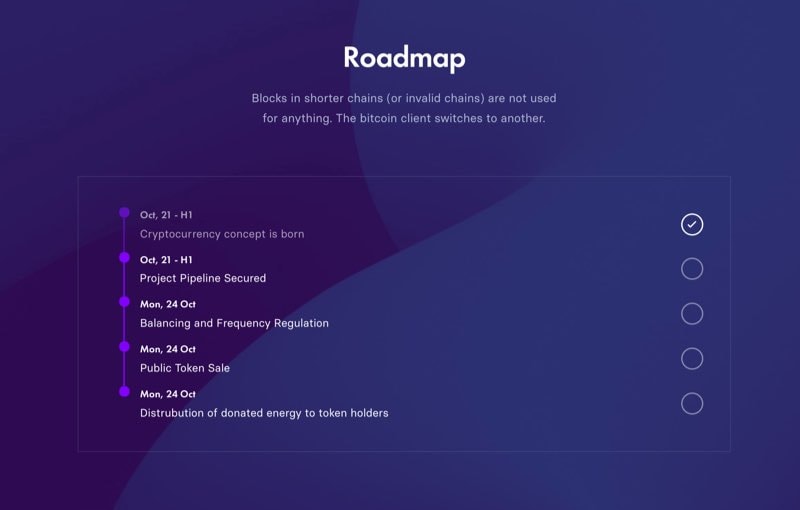 Roadmap
Blocks in shorter chains (or invalid chains) are not used
for anything. The bitcoin client switches to another.
Oct, 21 - H1
Cryptocurrency concept is born
Oct, 21 - H1
Project Pipeline Secured
Mon, 24 Oct
Balancing and Frequency Regulation
Mon, 24 Oct
Public Token Sale
Mon, 24 Oct
Distrubution of donated energy to token holders